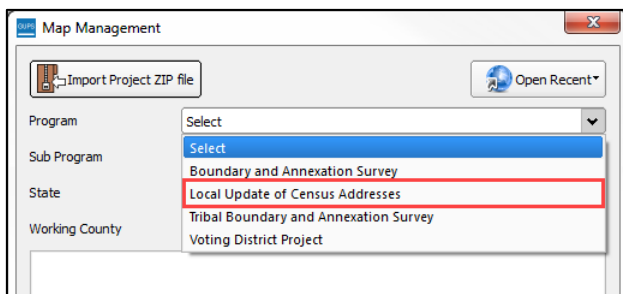 GUPS Map Management
Import Project ZIP file
Open Recent
Program
Select
Select
Sub Program
Boundary and Annexation Survey
State
Local Update of Census Addresses
Tribal Boundary and Annexation Survey
Working County
Voting District Project